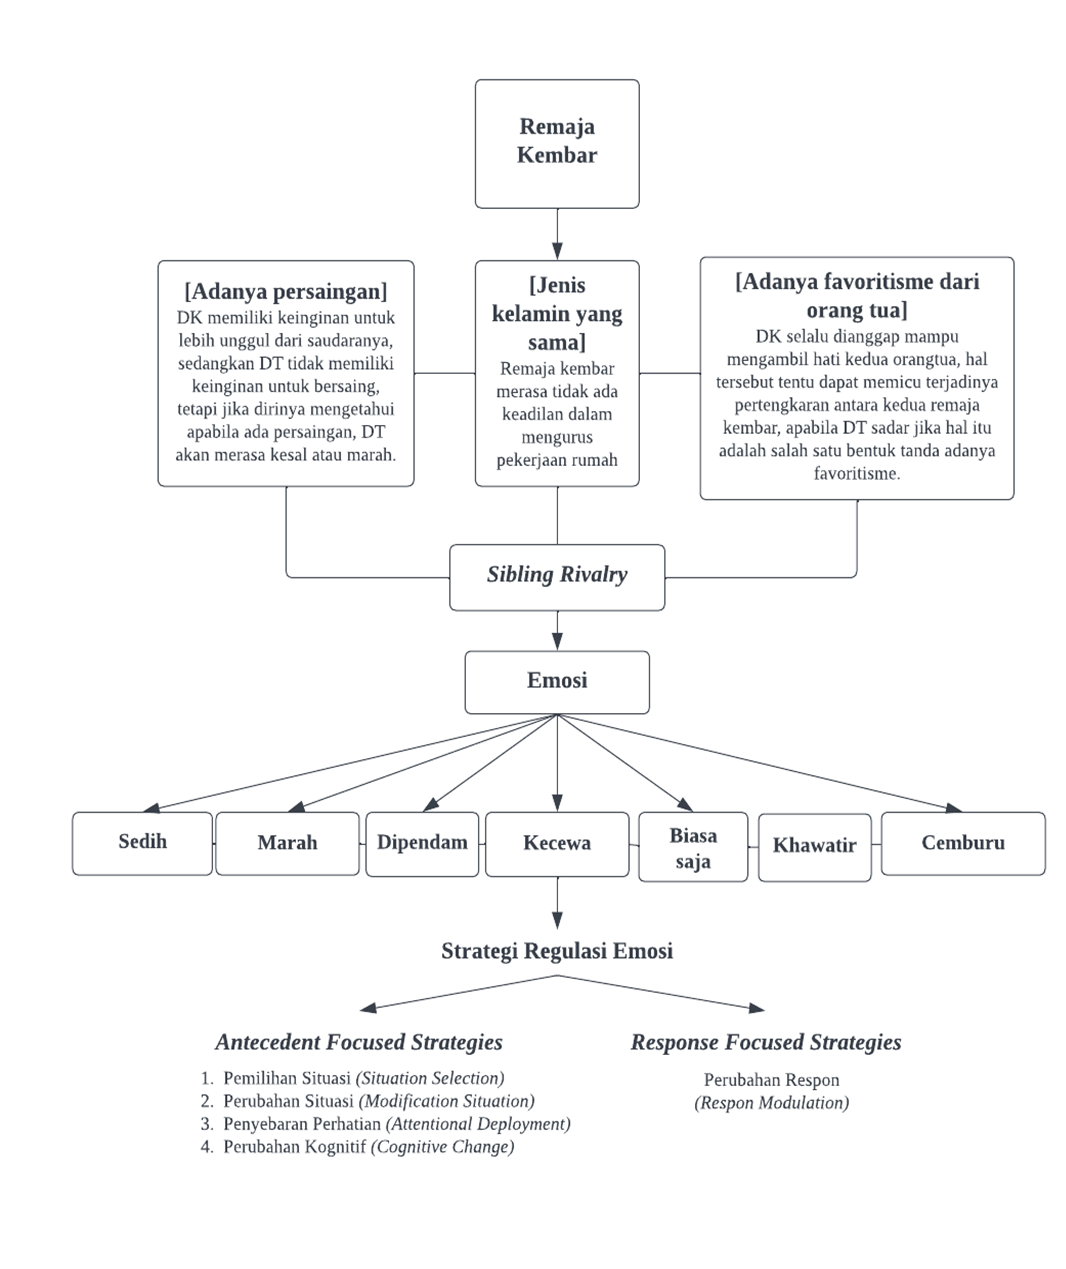 Remaja
Kembar
[Adanya persaingan]
DK memiliki keinginan untuk
lebih unggul dari saudaranya,
sedangkan DT tidak memiliki
keinginan untuk bersaing,
tetapi jika dirinya mengetahui
apabila ada persaingan, DT
akan merasa kesal atau marah.
[Jenis
kelamin yang
sama]
Remaja kembar
merasa tidak ada
keadilan dalam
mengurus
pekerjaan rumah
[Adanya favoritisme dari
orang tua]
DK selalu dianggap mampu
mengambil hati kedua orangtua, hal
tersebut tentu dapat memicu terjadinya
pertengkaran antara kedua remaja
kembar, apabila DT sadar jika hal itu
adalah salah satu bentuk tanda adanya
favoritisme.
Sibling Rivalry
Emosi
Sedih
Marah
Dipendam
Kecewa
Biasa
saja
Khawatir
Cemburu
Strategi Regulasi Emosi
Antecedent Focused Strategies
1. Pemilihan Situasi (Situation Selection)
2. Perubahan Situasi (Modification Situation)
3. Penyebaran Perhatian (Attentional Deployment)
4. Perubahan Kognitif (Cognitive Change)
Response Focused Strategies
Perubahan Respon
(Respon Modulation)